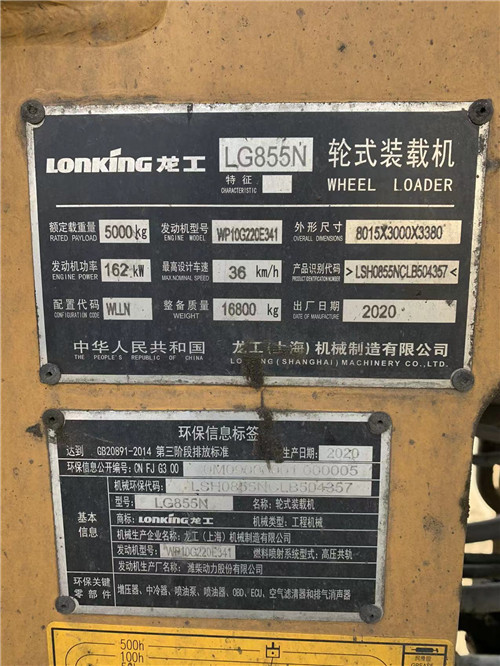 LONKING 龙工 LG855N 轮式装载机
特征
CHARACTERISTIC
WHEEL LOADER
额定载重量 5000 kg 发动机型号 WP10G220E341 外形尺寸 8015X3000X3380
RATED PAYLOAD ENGINE MODEL OVERALL DIMENSIONS
发动机功率 162 kW 最高设计车速 36 km/h 产品识别代码 >LSH0855NCLB504357<
ENGINE POWER MAX.NOMINAL SPEED PRODUCT IDENTIFICATION NUMBER
配置代码 WLLN 整备质量 16800 kg 出厂日期 2020
CONFIGURATION CODE WEIGHT DATE OF MANUFACTURE
中华人民共和国 龙工(上海)机械制造有限公司
THE PEOPLE'S REPUBLIC OF CHINA LONKING (SHANGHAI) MACHINERY CO.,LTD.
环保信息标签
达到 GB20891-2014 第三阶段排放标准 生产日期: 2020
环保信息公开编号: CN FJ G3 00 000005
机械环保代码: LSH0855NCLB504357
基本信息
型号: LG855N 名称: 轮式装载机
商标: LONKING 龙工 机械类型: 工程机械
机械生产企业名称: 龙工(上海)机械制造有限公司
发动机型号: WP10G220E341 燃料喷射系统型式: 高压共轨
发动机生产厂名称: 潍柴动力股份有限公司
环保关键零部件
增压器、中冷器、喷油泵、喷油器、OBD、ECU、空气滤清器和排气消声器
500h
100h